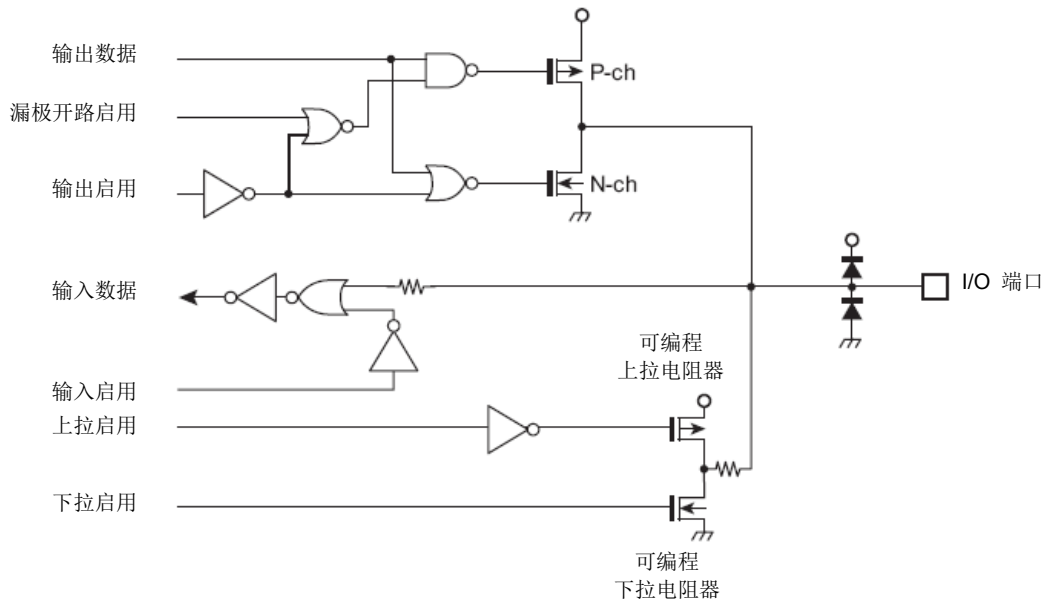 输出数据
P-ch
漏极开路启用
输出启用
N-ch
输入数据
I/O 端口
可编程
上拉电阻器
输入启用
上拉启用
下拉启用
可编程
下拉电阻器